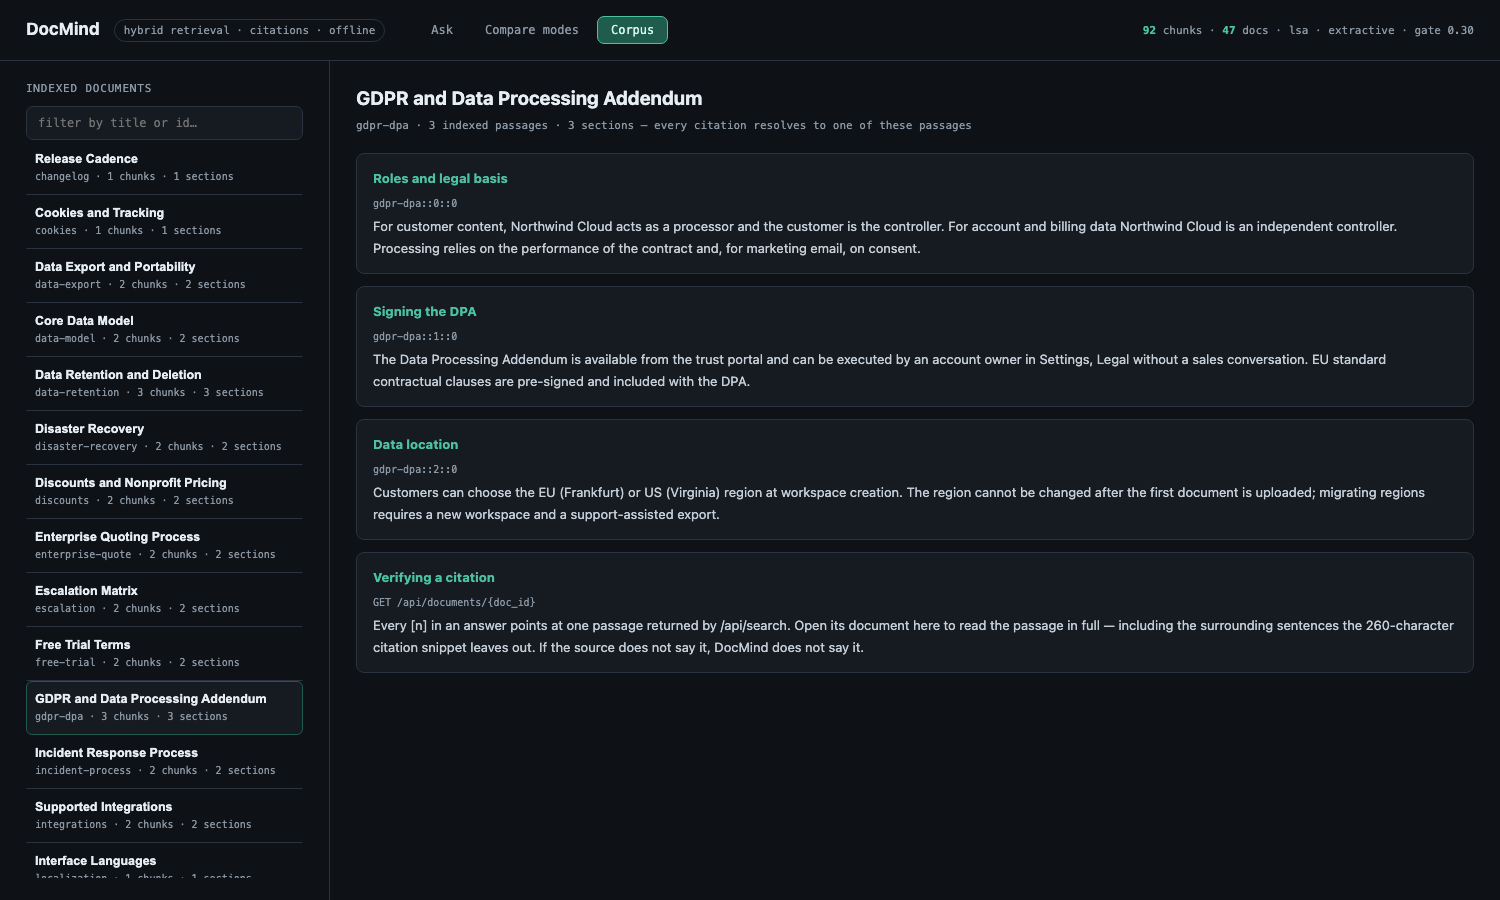 DocMind
hybrid retrieval · citations · offline
Ask
Compare modes
Corpus
92 chunks · 47 docs · lsa · extractive · gate 0.30
INDEXED DOCUMENTS
filter by title or id…
Release Cadence
changelog · 1 chunks · 1 sections
Cookies and Tracking
cookies · 1 chunks · 1 sections
Data Export and Portability
data-export · 2 chunks · 2 sections
Core Data Model
data-model · 2 chunks · 2 sections
Data Retention and Deletion
data-retention · 3 chunks · 3 sections
Disaster Recovery
disaster-recovery · 2 chunks · 2 sections
Discounts and Nonprofit Pricing
discounts · 2 chunks · 2 sections
Enterprise Quoting Process
enterprise-quote · 2 chunks · 2 sections
Escalation Matrix
escalation · 2 chunks · 2 sections
Free Trial Terms
free-trial · 2 chunks · 2 sections
GDPR and Data Processing Addendum
gdpr-dpa · 3 chunks · 3 sections
Incident Response Process
incident-process · 2 chunks · 2 sections
Supported Integrations
integrations · 2 chunks · 2 sections
Interface Languages
localization · 1 chunks · 1 sections
GDPR and Data Processing Addendum
gdpr-dpa · 3 indexed passages · 3 sections — every citation resolves to one of these passages
Roles and legal basis
gdpr-dpa::0::0
For customer content, Northwind Cloud acts as a processor and the customer is the controller. For account and billing data Northwind Cloud is an independent controller.
Processing relies on the performance of the contract and, for marketing email, on consent.
Signing the DPA
gdpr-dpa::1::0
The Data Processing Addendum is available from the trust portal and can be executed by an account owner in Settings, Legal without a sales conversation. EU standard
contractual clauses are pre-signed and included with the DPA.
Data location
gdpr-dpa::2::0
Customers can choose the EU (Frankfurt) or US (Virginia) region at workspace creation. The region cannot be changed after the first document is uploaded; migrating regions
requires a new workspace and a support-assisted export.
Verifying a citation
GET /api/documents/{doc_id}
Every [n] in an answer points at one passage returned by /api/search. Open its document here to read the passage in full — including the surrounding sentences the 260-character
citation snippet leaves out. If the source does not say it, DocMind does not say it.